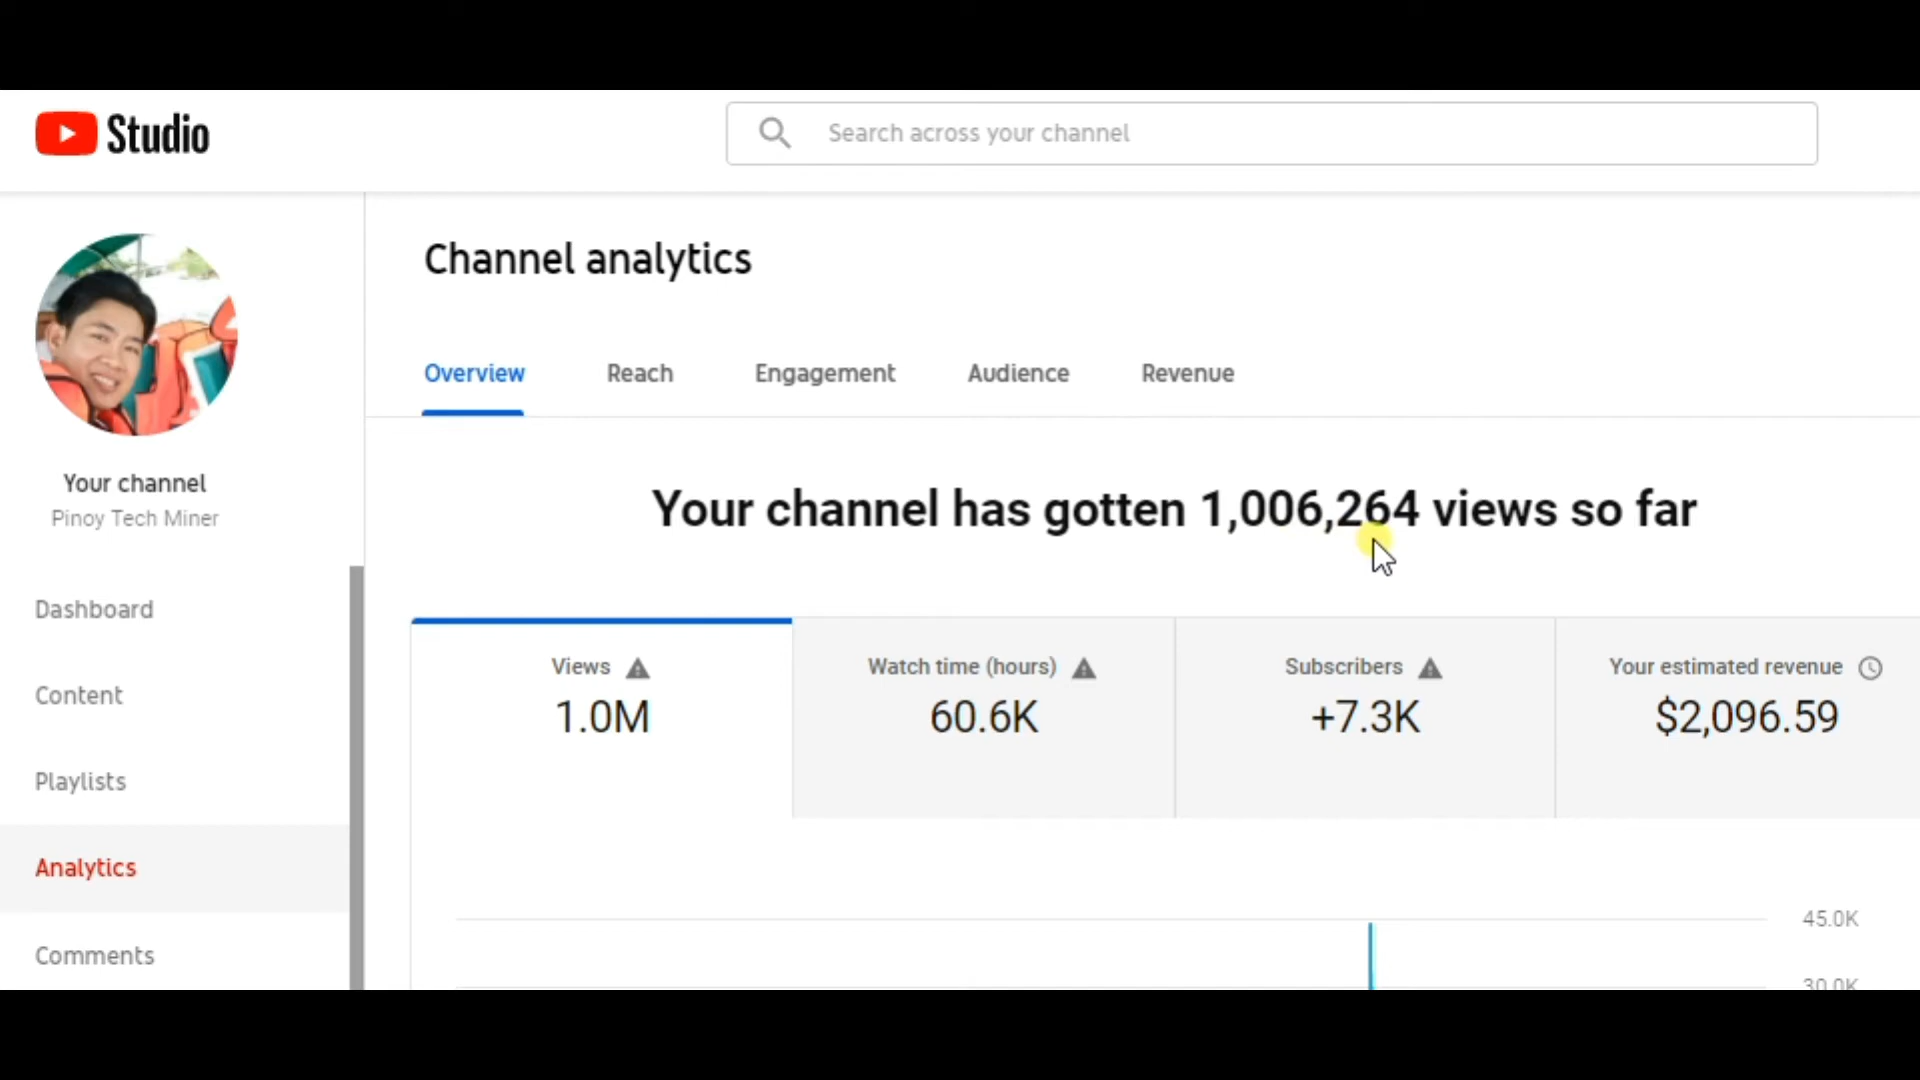 Studio
Search across your channel
Channel analytics
Overview
Reach
Engagement
Audience
Revenue
Your channel
Pinoy Tech Miner
Your channel has gotten 1,006,264 views so far
Dashboard
Content
Playlists
Analytics
Comments
Views
1.0M
Watch time (hours)
60.6K
Subscribers
+7.3K
Your estimated revenue
$2,096.59
45.0K
30.0K